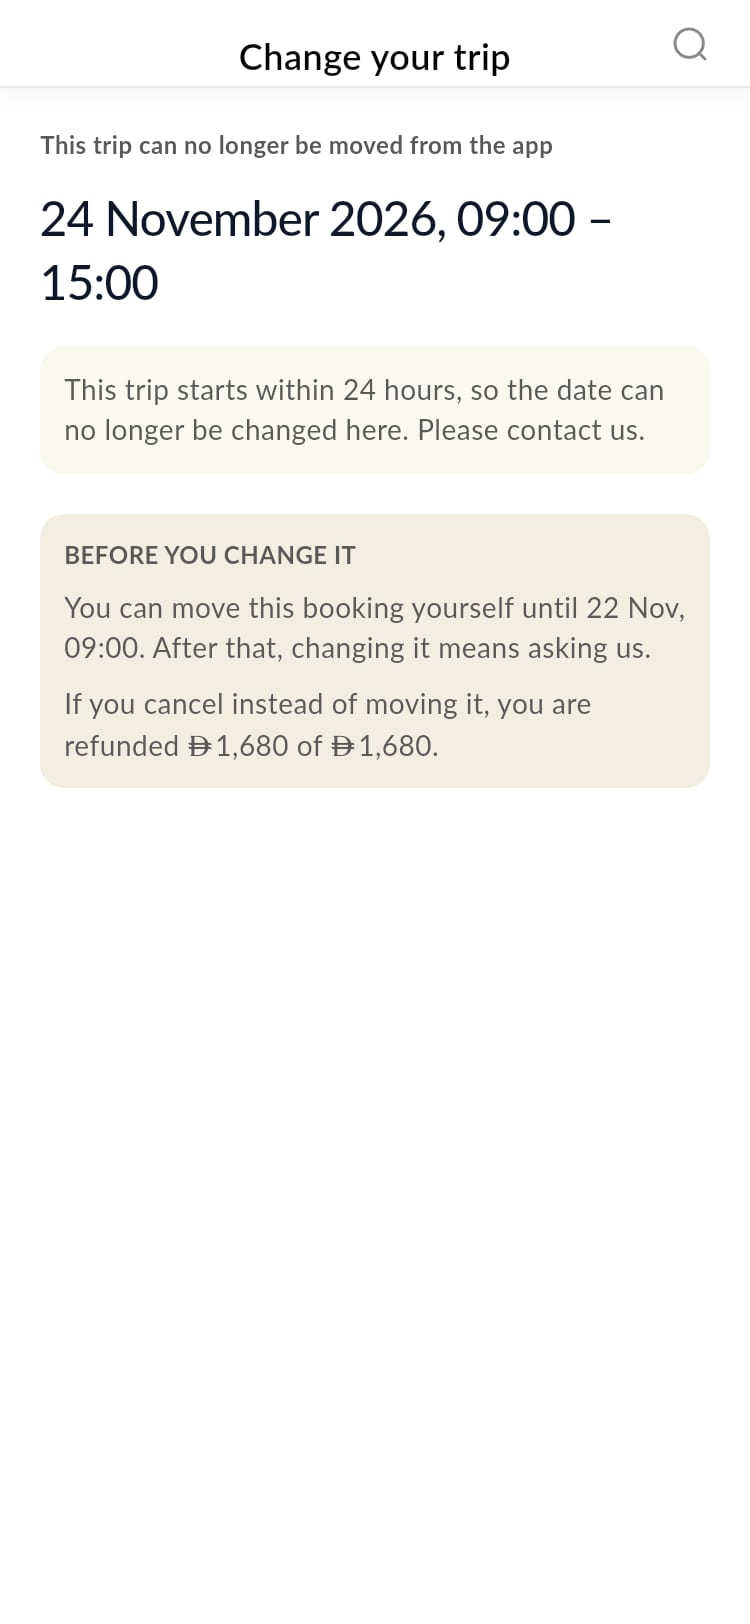 Change your trip
This trip can no longer be moved from the app
24 November 2026, 09:00 –
15:00
This trip starts within 24 hours, so the date can
no longer be changed here. Please contact us.
BEFORE YOU CHANGE IT
You can move this booking yourself until 22 Nov,
09:00. After that, changing it means asking us.
If you cancel instead of moving it, you are
refunded 1,680 of 1,680.